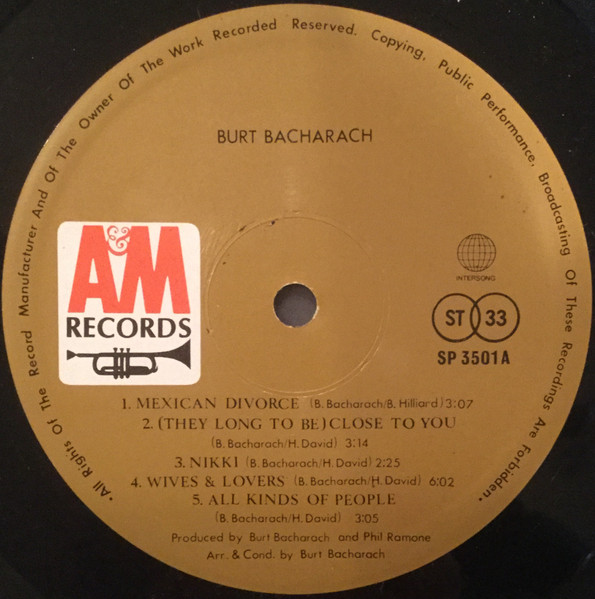 •All Rights Of The Record Manufacturer And Of The Owner Of The Work Recorded Reserved. Copying, Public Performance, Broadcasting Of These Recordings Are Forbidden•
BURT BACHARACH
A&M
RECORDS
INTERSONG
ST 33
SP 3501A
1. MEXICAN DIVORCE (B. Bacharach/B. Hilliard) 3:07
2. (THEY LONG TO BE) CLOSE TO YOU
(B. Bacharach/H. David) 3:14
3. NIKKI (B. Bacharach/H. David) 2:25
4. WIVES & LOVERS (B. Bacharach/H. David) 6:02
5. ALL KINDS OF PEOPLE
(B. Bacharach/H. David) 3:05
Produced by Burt Bacharach and Phil Ramone
Arr. & Cond. by Burt Bacharach